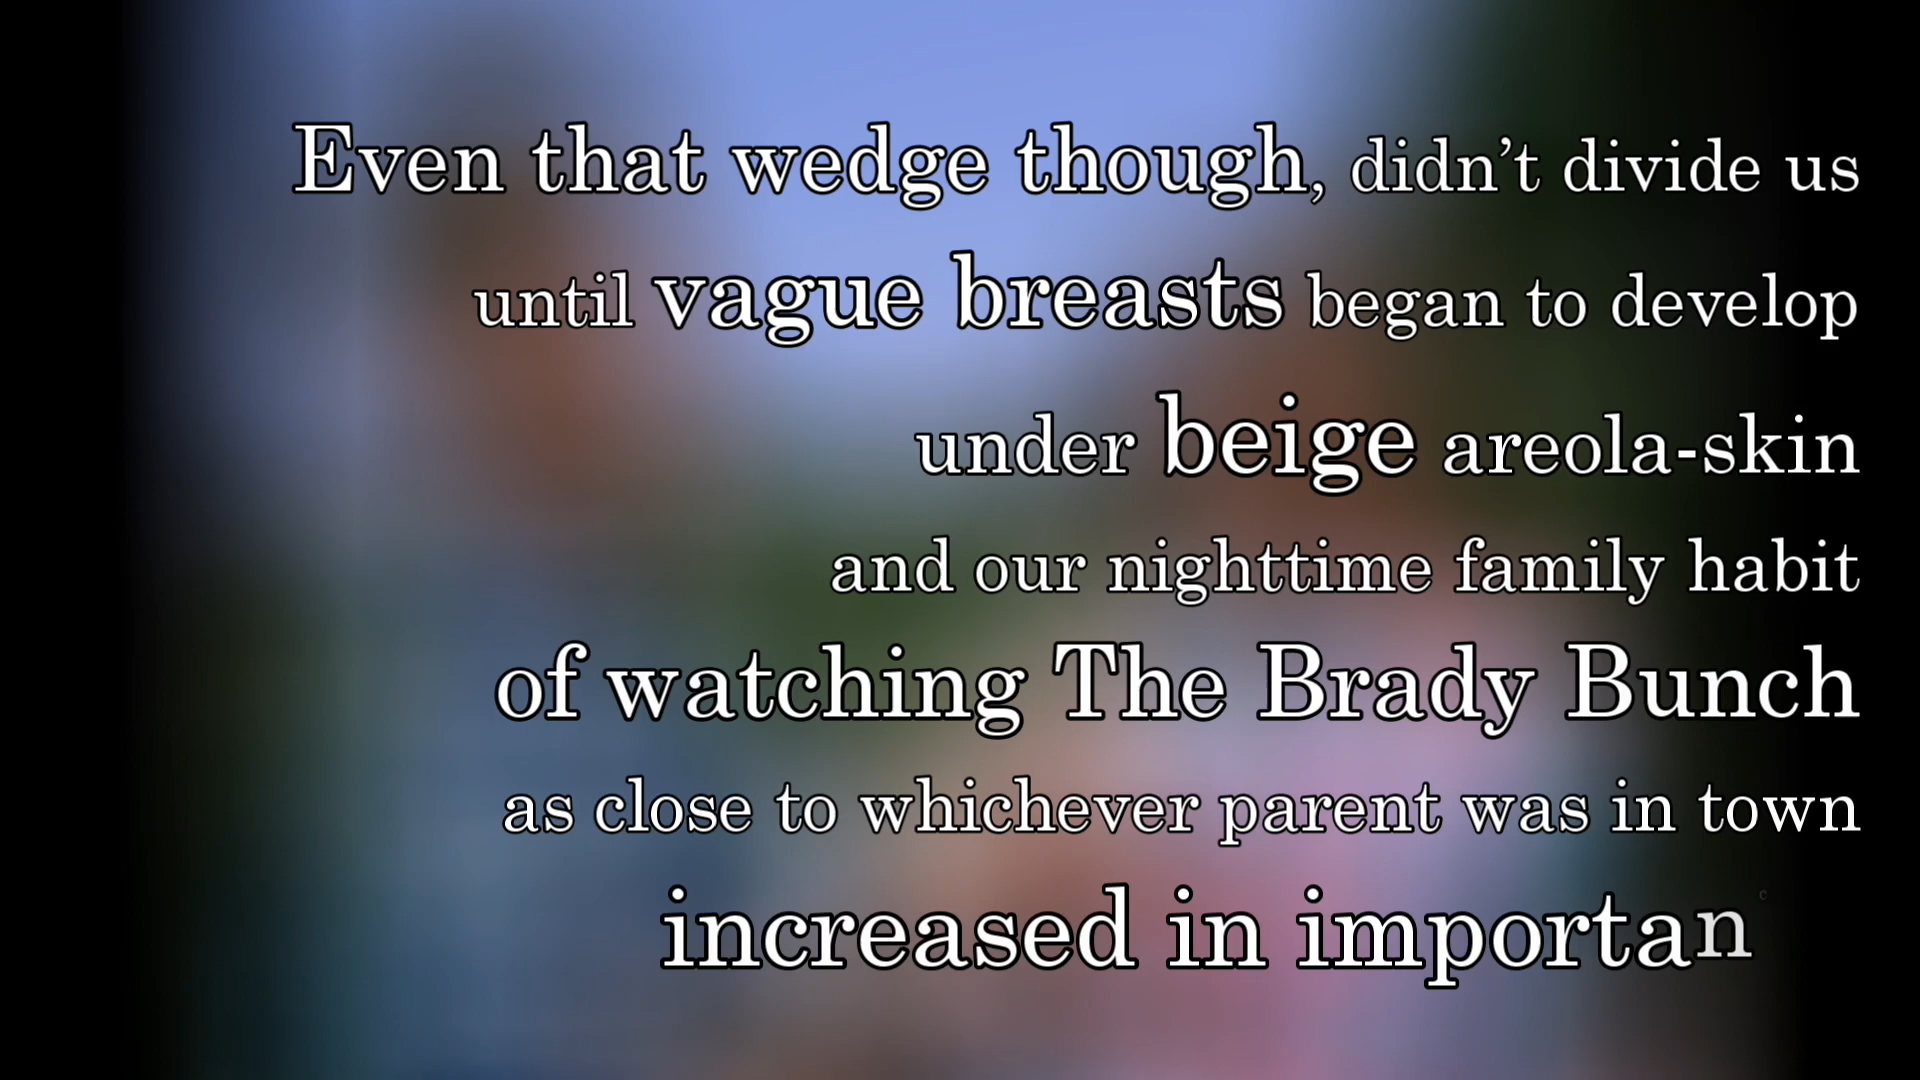 Even that wedge though, didn’t divide us
until vague breasts began to develop
under beige areola-skin
and our nighttime family habit
of watching The Brady Bunch
as close to whichever parent was in town
increased in importanc